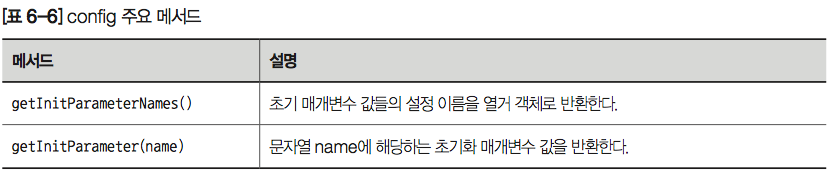 [표 6-6] config 주요 메서드
메서드 설명
getInitParameterNames() 초기 매개변수 값들의 설정 이름을 열거 객체로 반환한다.
getInitParameter(name) 문자열 name에 해당하는 초기화 매개변수 값을 반환한다.